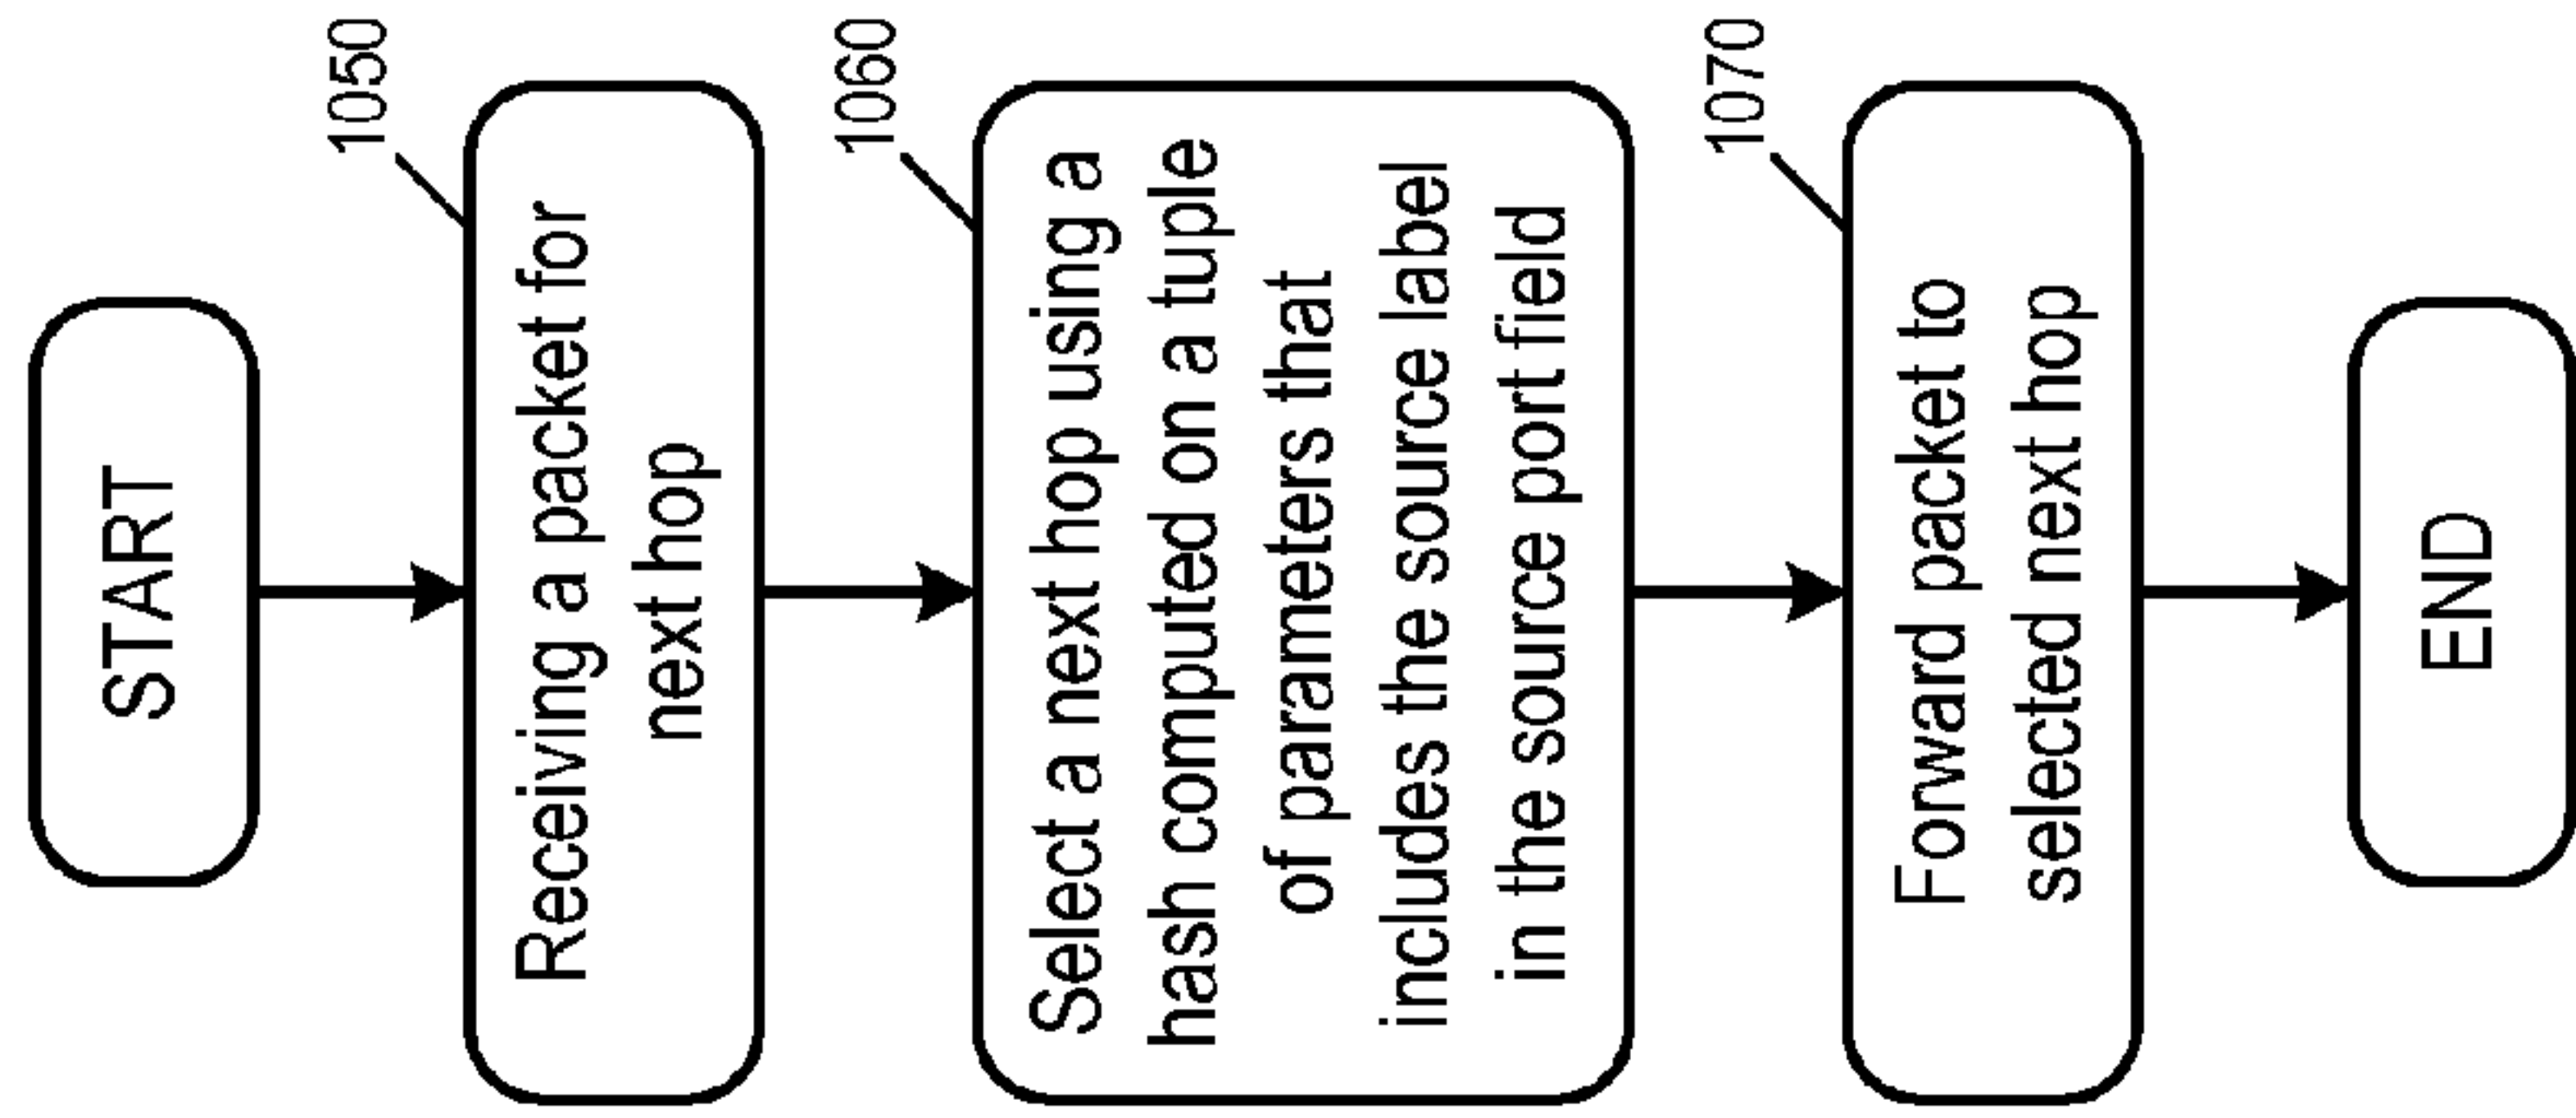 START
1050
Receiving a packet for
next hop
1060
Select a next hop using a
hash computed on a tuple
of parameters that
includes the source label
in the source port field
1070
Forward packet to
selected next hop
END